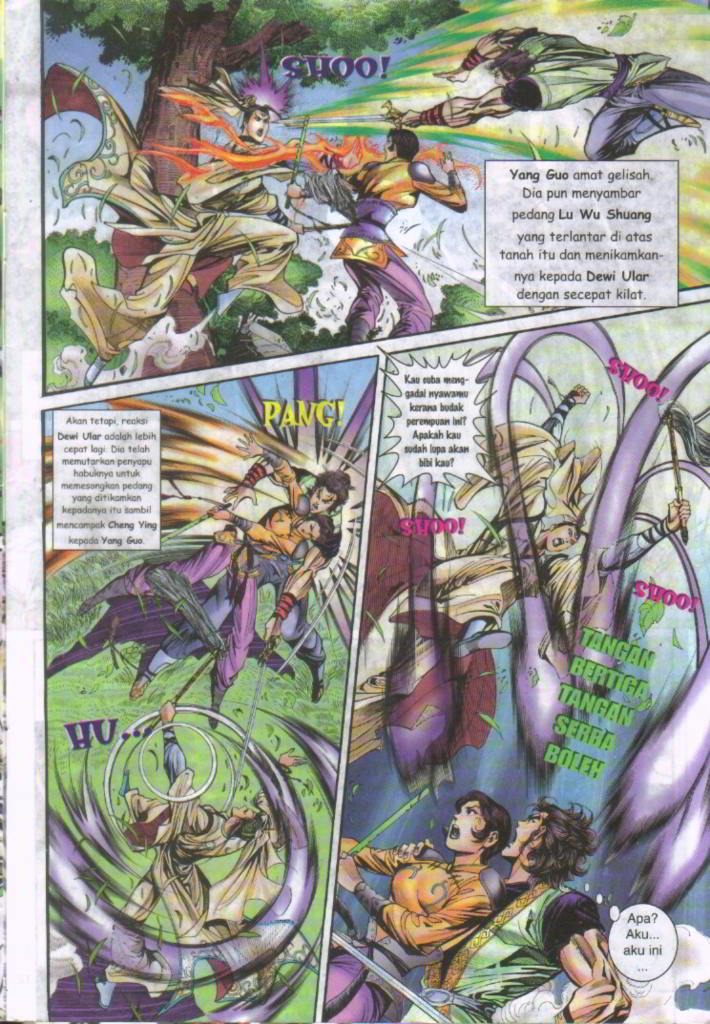 SHOO!
Yang Guo amat gelisah.
Dia pun menyambar
pedang Lu Wu Shuang
yang terlantar di atas
tanah itu dan menikamkan-
nya kepada Dewi Ular
dengan secepat kilat.
Akan tetapi, reaksi
Dewi Ular adalah lebih
cepat lagi. Dia telah
memutarkan penyapu
habuknya untuk
memesongkan pedang
yang ditikamkan
kepadanya itu sambil
mencampak Cheng Ying
kepada Yang Guo.
PANG!
HU...
Kau cuba meng-
gadai nyawamu
kerana budak
perempuan ini?
Apakah kau
sudah lupa akan
bibi kau?
SHOO!
SHOO!
SHOO!
TANGAN
BERTIGA
TANGAN
SERBA
BOLEH
Apa?
Aku...
aku ini
...